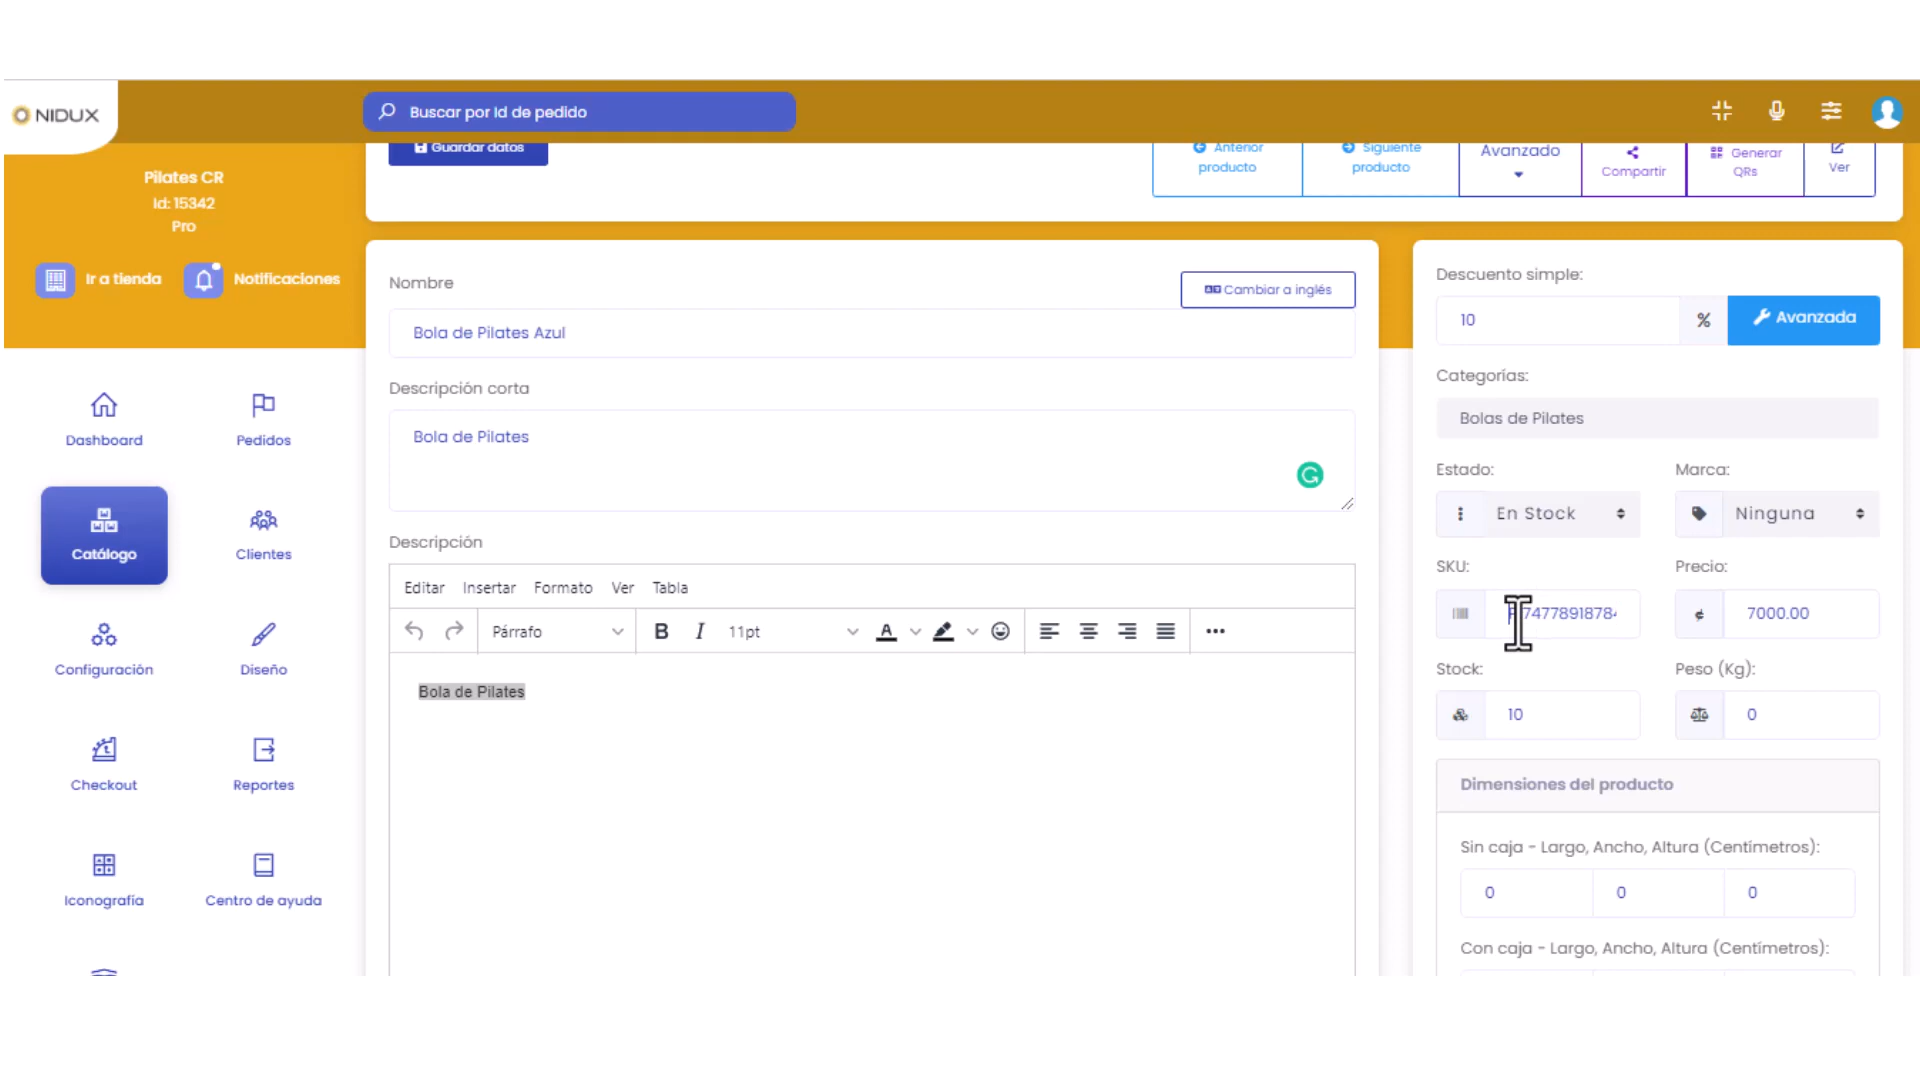 NIDUX
Buscar por Id de pedido
Pilates CR
Id: 15342
Pro
Ir a tienda
Notificaciones
Dashboard
Pedidos
Catálogo
Clientes
Configuración
Diseño
Checkout
Reportes
Iconografía
Centro de ayuda
Guardar datos
Anterior
producto
Siguiente
producto
Avanzado
Compartir
Generar
QRs
Ver
Nombre
Cambiar a inglés
Bola de Pilates Azul
Descripción corta
Bola de Pilates
Descripción
Editar Insertar Formato Ver Tabla
Párrafo
B I 11pt A
Bola de Pilates
Descuento simple:
10 %
Avanzada
Categorías:
Bolas de Pilates
Estado:
Marca:
En Stock
Ninguna
SKU:
Precio:
¢ 7000.00
Stock:
Peso (Kg):
10
0
Dimensiones del producto
Sin caja - Largo, Ancho, Altura (Centímetros):
0 0 0
Con caja - Largo, Ancho, Altura (Centímetros):